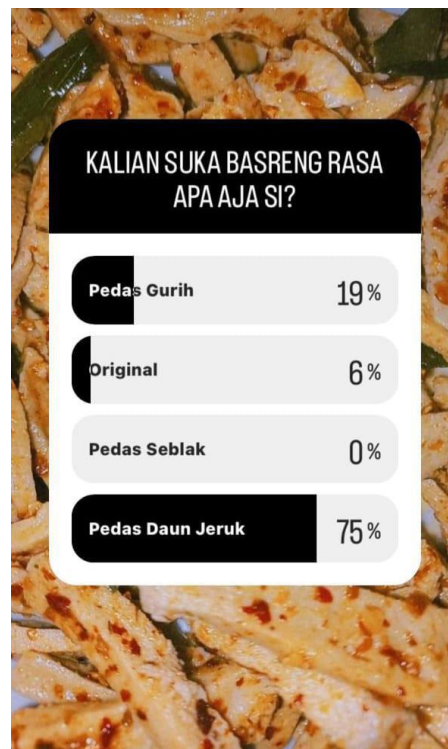 KALIAN SUKA BASRENG RASA
APA AJA SI?
Pedas Gurih 19%
Original 6%
Pedas Seblak 0%
Pedas Daun Jeruk 75%